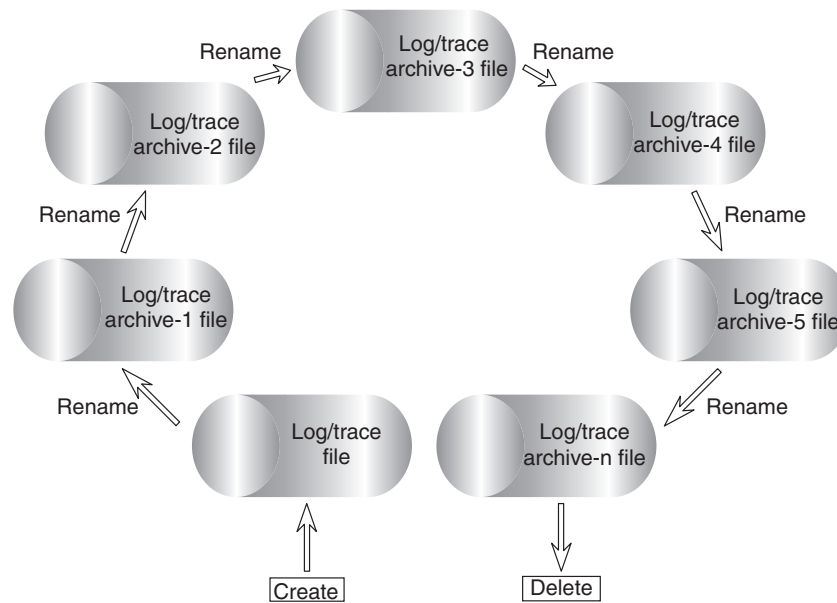 Rename
Log/trace
archive-3 file
Rename
Log/trace
archive-2 file
Log/trace
archive-4 file
Rename
Rename
Log/trace
archive-1 file
Log/trace
archive-5 file
Rename
Rename
Log/trace
file
Log/trace
archive-n file
Create
Delete